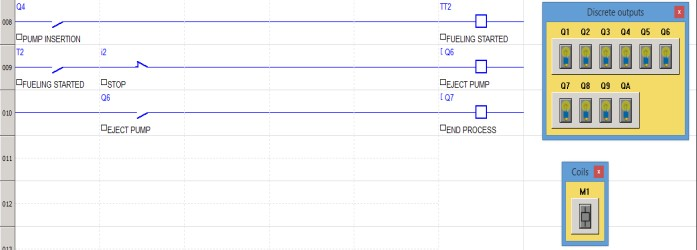 Q4 TT2
008
PUMP INSERTION FUELING STARTED
T2 i2 [ Q6
009
FUELING STARTED STOP EJECT PUMP
Q6 [ Q7
010
EJECT PUMP END PROCESS
011
012
013
Discrete outputs x
Q1 Q2 Q3 Q4 Q5 Q6
Q7 Q8 Q9 QA
Coils x
M1